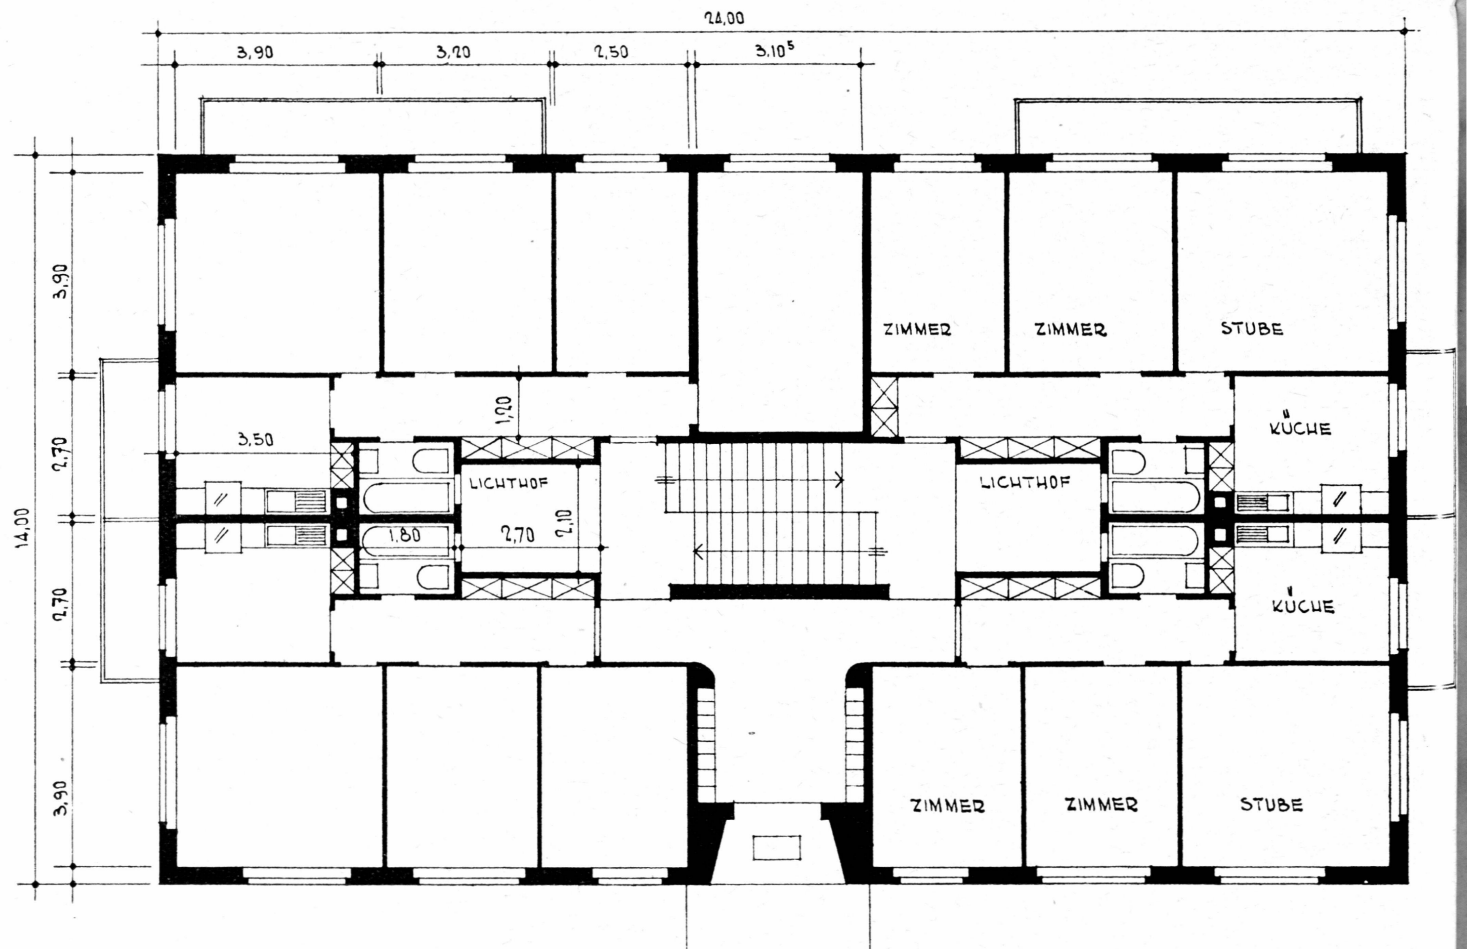 24,00
3,90 3,20 2,50 3,10⁵
3,90
ZIMMER ZIMMER STUBE
1,20
KÜCHE
3,50
2,70
LICHTHOF LICHTHOF
14,00
1,80 2,70 2,10
2,70
KÜCHE
3,90
ZIMMER ZIMMER STUBE